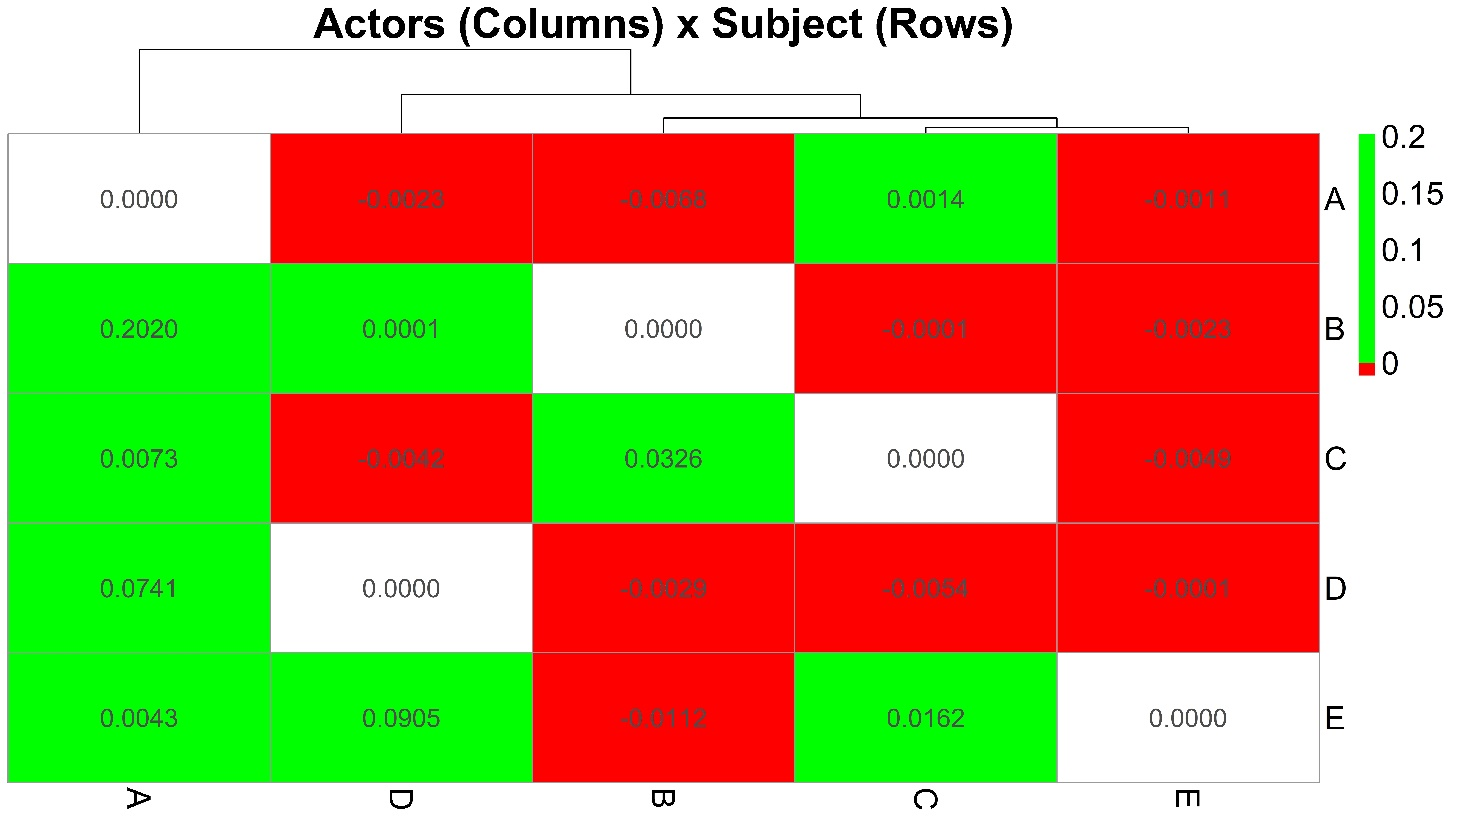 Actors (Columns) x Subject (Rows)
0.0000 -0.0023 -0.0068 0.0014 -0.0011 A
0.2020 0.0001 0.0000 -0.0001 -0.0023 B
0.0073 -0.0042 0.0326 0.0000 -0.0049 C
0.0741 0.0000 -0.0029 -0.0054 -0.0001 D
0.0043 0.0905 -0.0112 0.0162 0.0000 E
A D B C E
0.2
0.15
0.1
0.05
0